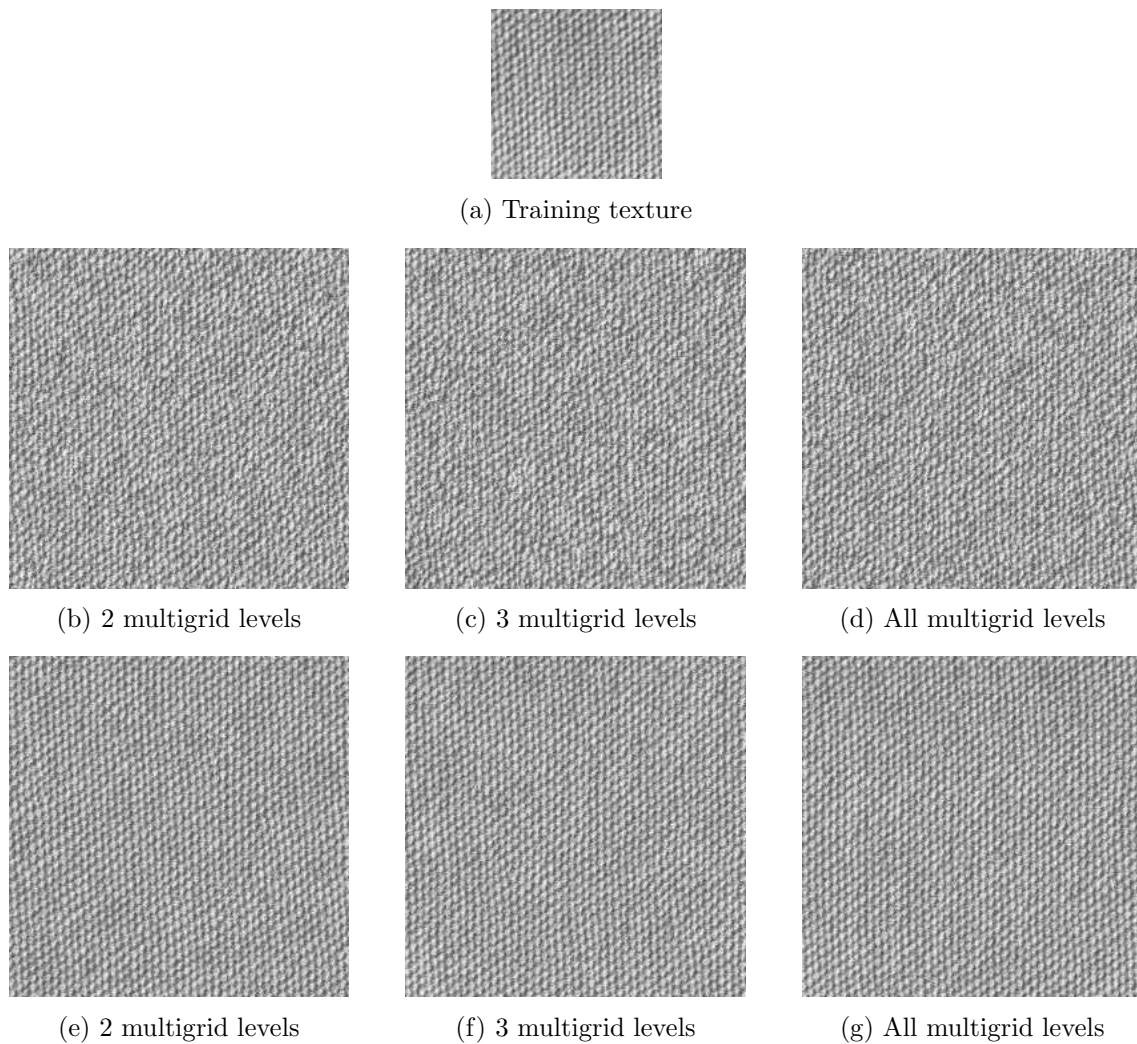 (a) Training texture
(b) 2 multigrid levels
(c) 3 multigrid levels
(d) All multigrid levels
(e) 2 multigrid levels
(f) 3 multigrid levels
(g) All multigrid levels